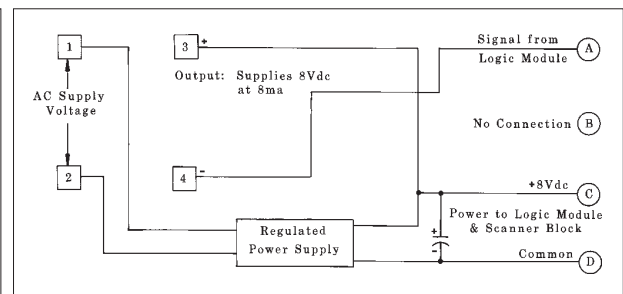 1
3 +
Signal from
Logic Module
A
Output: Supplies 8Vdc
at 8ma
AC Supply
Voltage
No Connection
B
2
4 -
+8Vdc
C
Regulated
Power Supply
+
-
Power to Logic Module
& Scanner Block
Common
D